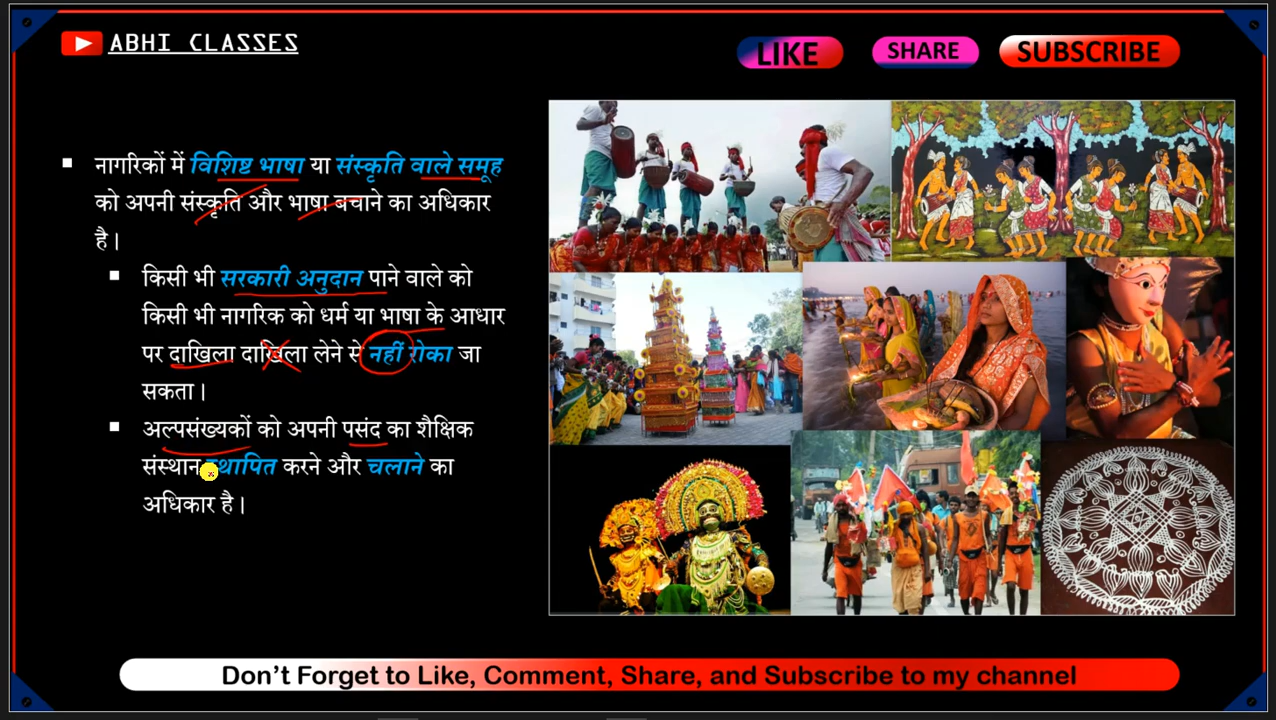 ABHI CLASSES
LIKE
SHARE
SUBSCRIBE
नागरिकों में विशिष्ट भाषा या संस्कृति वाले समूह
को अपनी संस्कृति और भाषा बचाने का अधिकार
है।
किसी भी सरकारी अनुदान पाने वाले को
किसी भी नागरिक को धर्म या भाषा के आधार
पर दाखिला दाखिला लेने से नहीं रोका जा
सकता।
अल्पसंख्यकों को अपनी पसंद का शैक्षिक
संस्थान स्थापित करने और चलाने का
अधिकार है।
Don't Forget to Like, Comment, Share, and Subscribe to my channel